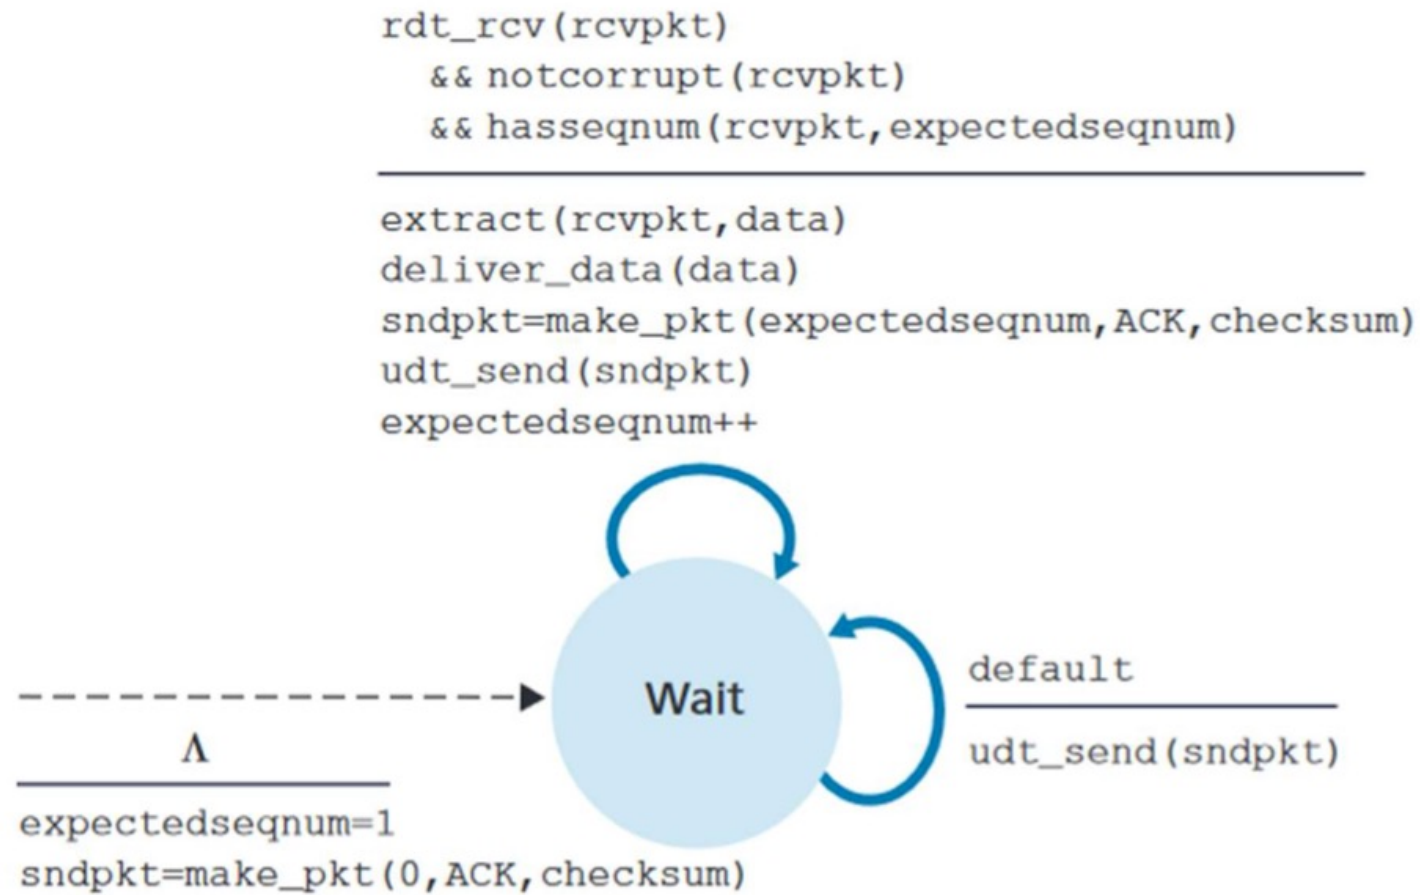 rdt_rcv(rcvpkt)
&& notcorrupt(rcvpkt)
&& hasseqnum(rcvpkt,expectedseqnum)
extract(rcvpkt,data)
deliver_data(data)
sndpkt=make_pkt(expectedseqnum,ACK,checksum)
udt_send(sndpkt)
expectedseqnum++
Wait
default
udt_send(sndpkt)
Λ
expectedseqnum=1
sndpkt=make_pkt(0,ACK,checksum)